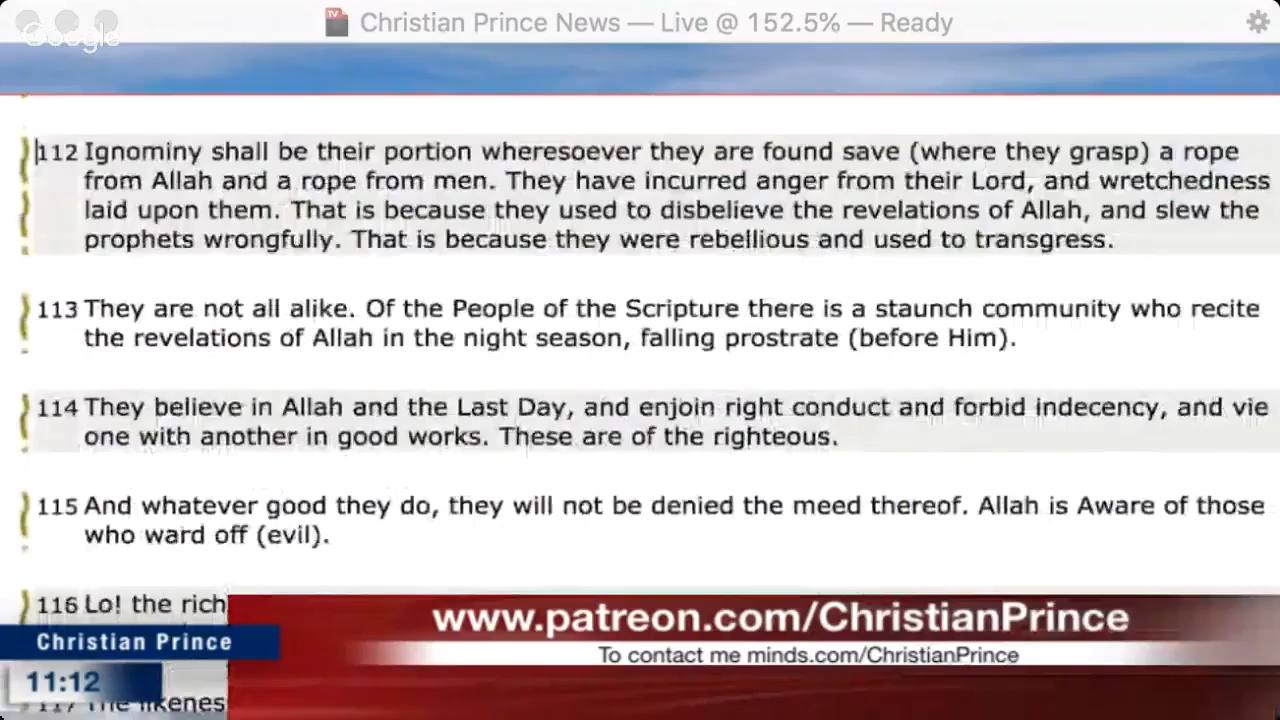 Christian Prince News — Live @ 152.5% — Ready
Google
112 Ignominy shall be their portion wheresoever they are found save (where they grasp) a rope
from Allah and a rope from men. They have incurred anger from their Lord, and wretchedness
laid upon them. That is because they used to disbelieve the revelations of Allah, and slew the
prophets wrongfully. That is because they were rebellious and used to transgress.
113 They are not all alike. Of the People of the Scripture there is a staunch community who recite
the revelations of Allah in the night season, falling prostrate (before Him).
114 They believe in Allah and the Last Day, and enjoin right conduct and forbid indecency, and vie
one with another in good works. These are of the righteous.
115 And whatever good they do, they will not be denied the meed thereof. Allah is Aware of those
who ward off (evil).
116 Lo! the rich
www.patreon.com/ChristianPrince
Christian Prince
To contact me minds.com/ChristianPrince
11:12
117 The likenes